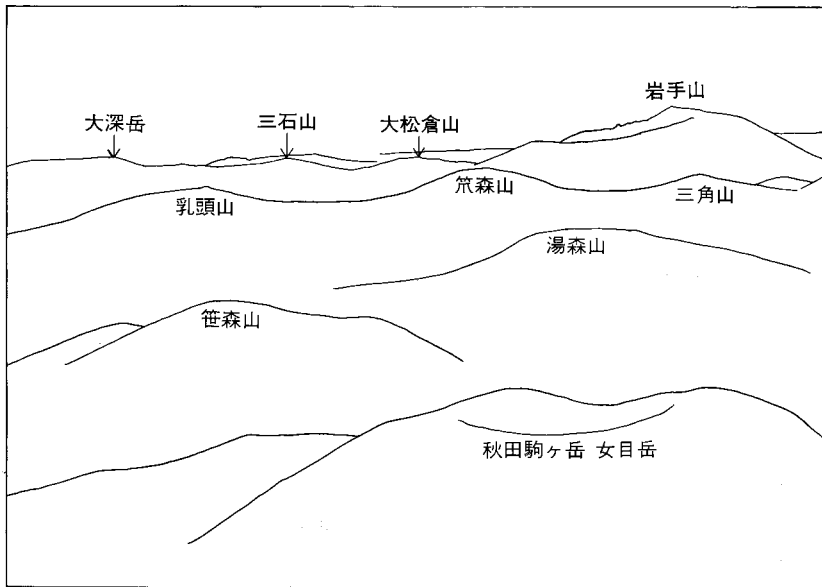 岩手山
大深岳
三石山
大松倉山
乳頭山
笊森山
三角山
湯森山
笹森山
秋田駒ヶ岳 女目岳